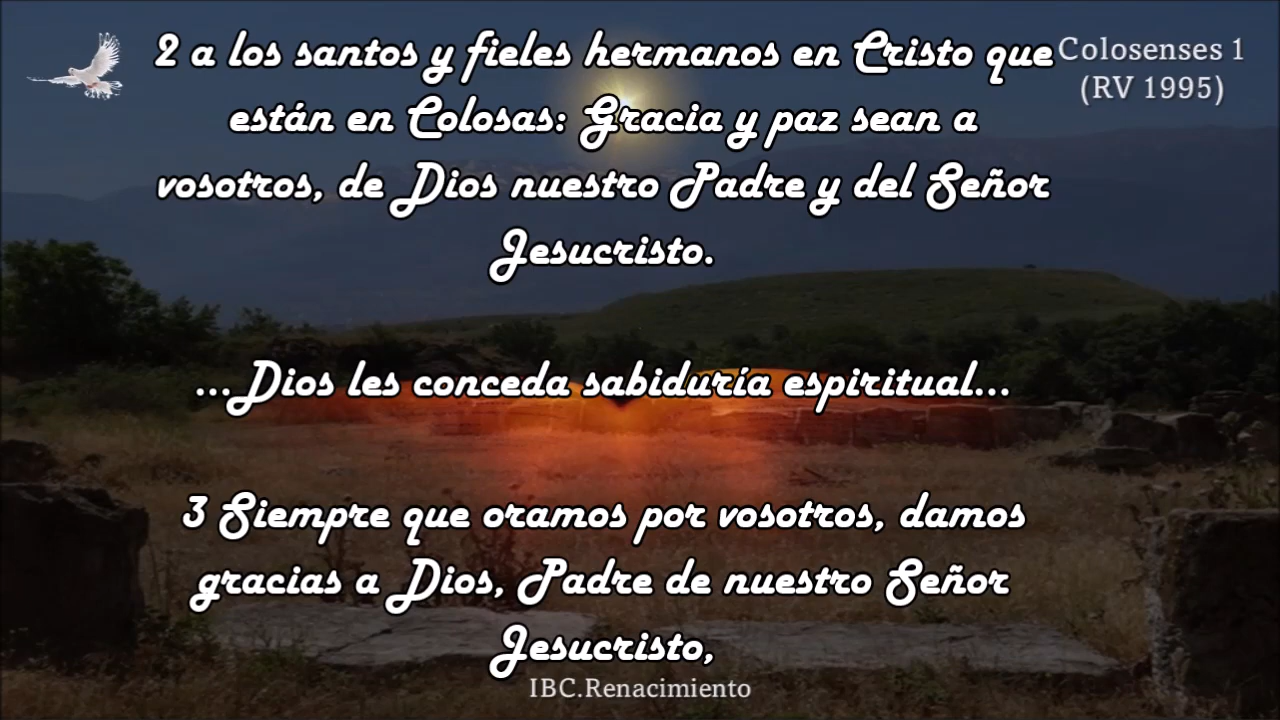 2 a los santos y fieles hermanos en Cristo que
están en Colosas: Gracia y paz sean a
vosotros, de Dios nuestro Padre y del Señor
Jesucristo.
...Dios les conceda sabiduría espiritual...
3 Siempre que oramos por vosotros, damos
gracias a Dios, Padre de nuestro Señor
Jesucristo,
Colosenses 1
(RV 1995)
IBC.Renacimiento